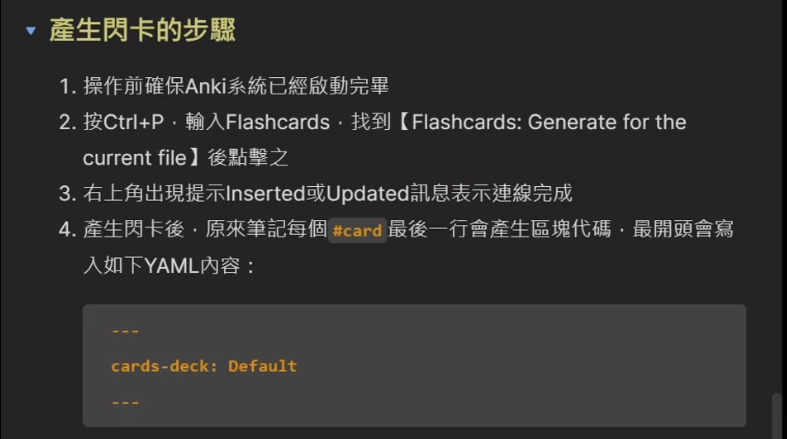 產生閃卡的步驟
1. 操作前確保Anki系統已經啟動完畢
2. 按Ctrl+P，輸入Flashcards，找到【Flashcards: Generate for the
current file】後點擊之
3. 右上角出現提示Inserted或Updated訊息表示連線完成
4. 產生閃卡後，原來筆記每個 #card 最後一行會產生區塊代碼，最開頭會寫
入如下YAML內容：
---
cards-deck: Default
---